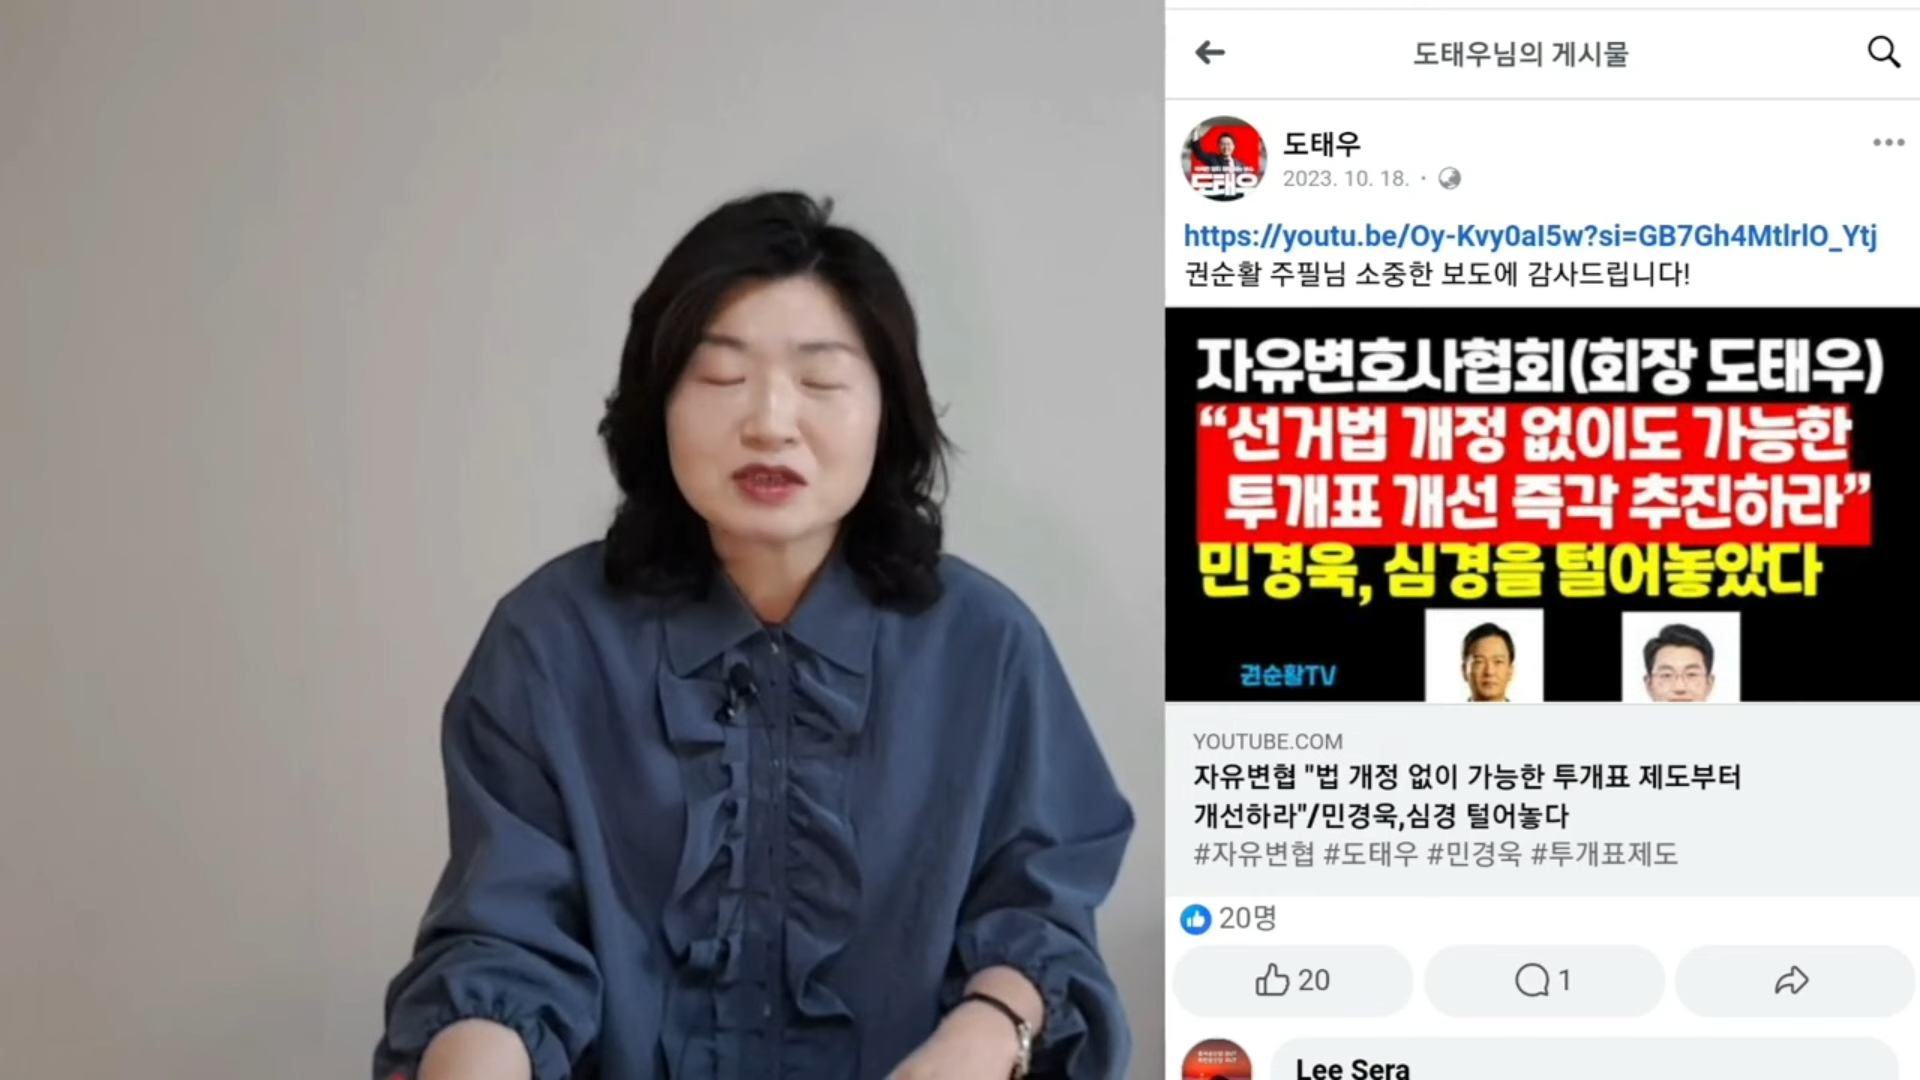 도태우님의 게시물
도태우
2023. 10. 18. ·
https://youtu.be/Oy-Kvy0aI5w?si=GB7Gh4MtlrlO_Ytj
권순활 주필님 소중한 보도에 감사드립니다!
자유변호사협회(회장 도태우)
“선거법 개정 없이도 가능한
투개표 개선 즉각 추진하라”
민경욱, 심경을 털어놓았다
권순활TV
YOUTUBE.COM
자유변협 "법 개정 없이 가능한 투개표 제도부터
개선하라"/민경욱,심경 털어놓다
#자유변협 #도태우 #민경욱 #투개표제도
20명
20
1
Lee Sera